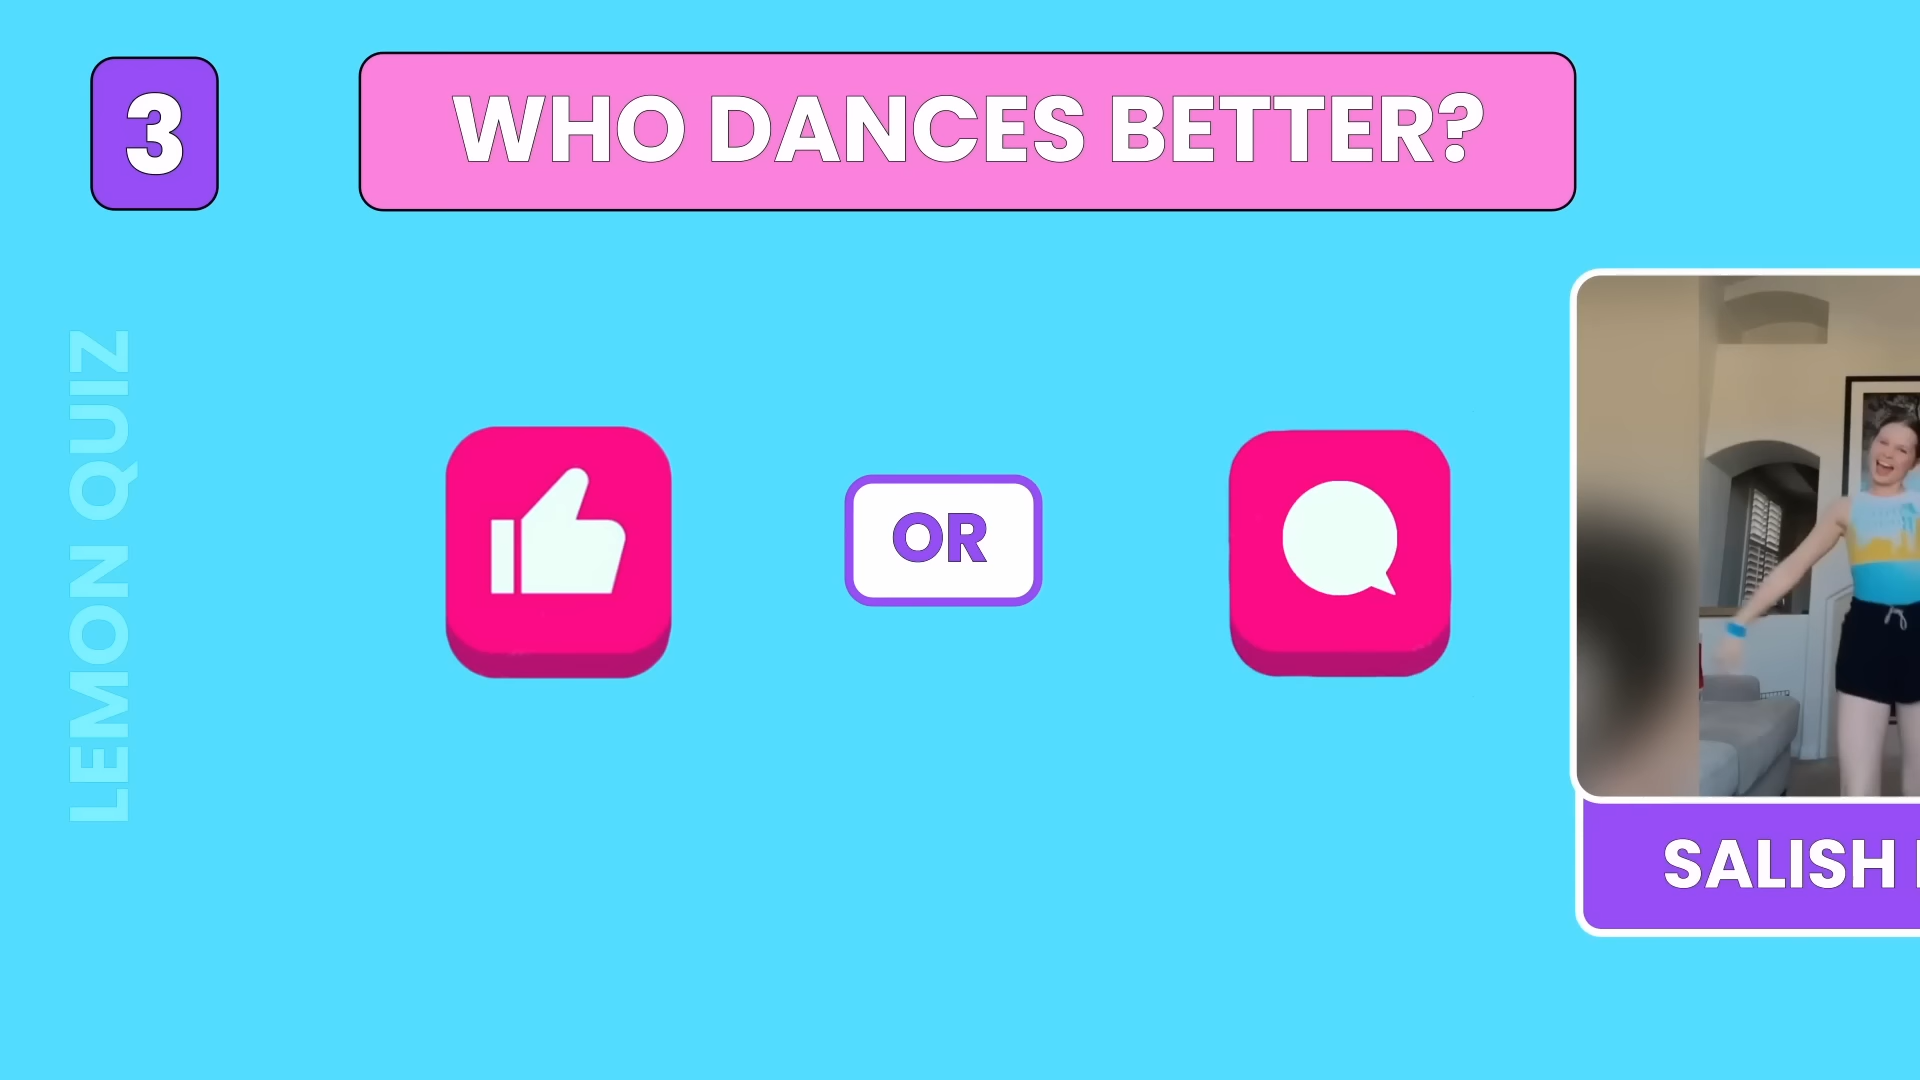 3
WHO DANCES BETTER?
LEMON QUIZ
OR
SALISH